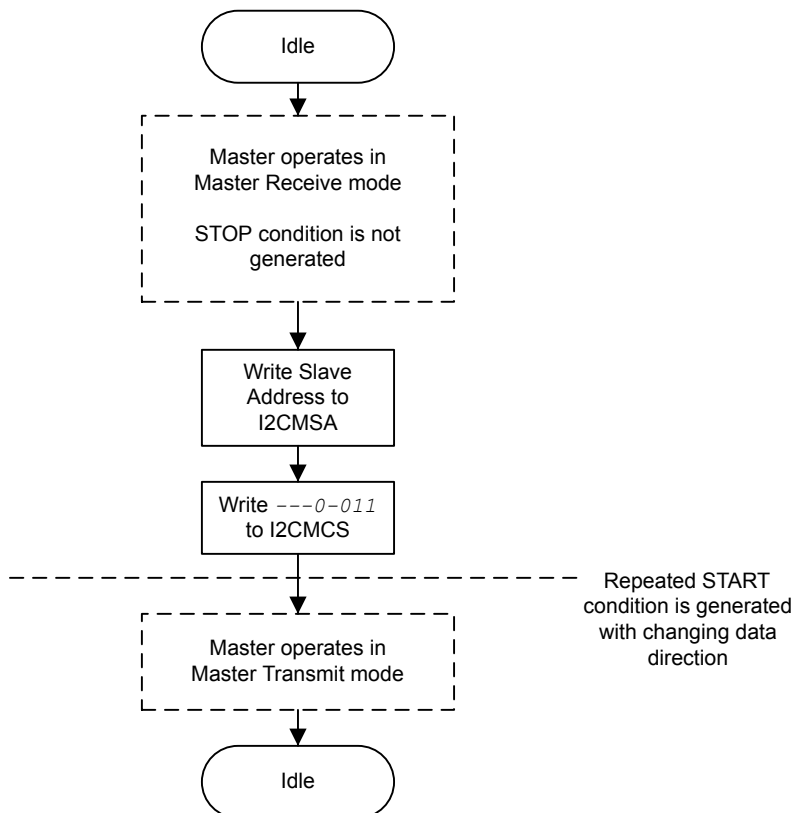 Idle
Master operates in
Master Receive mode
STOP condition is not
generated
Write Slave
Address to
I2CMSA
Write ---0-011
to I2CMCS
Repeated START
condition is generated
with changing data
direction
Master operates in
Master Transmit mode
Idle